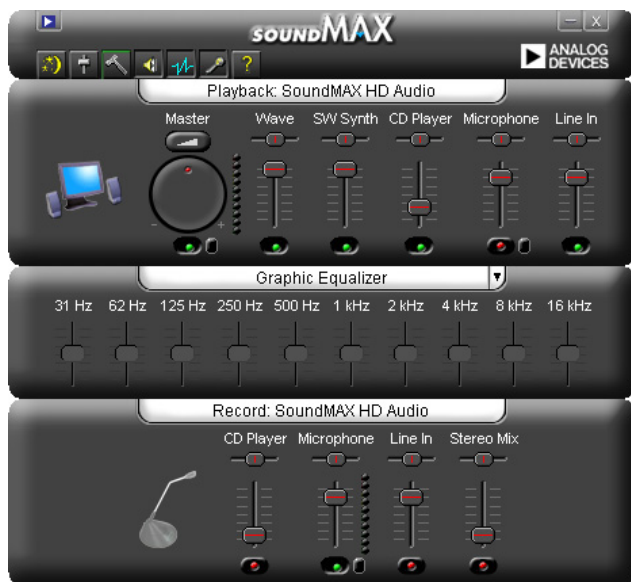 SOUNDMAX
– X
?
ANALOG
DEVICES
Playback: SoundMAX HD Audio
Master Wave SW Synth CD Player Microphone Line In
- +
Graphic Equalizer
31 Hz 62 Hz 125 Hz 250 Hz 500 Hz 1 kHz 2 kHz 4 kHz 8 kHz 16 kHz
Record: SoundMAX HD Audio
CD Player Microphone Line In Stereo Mix